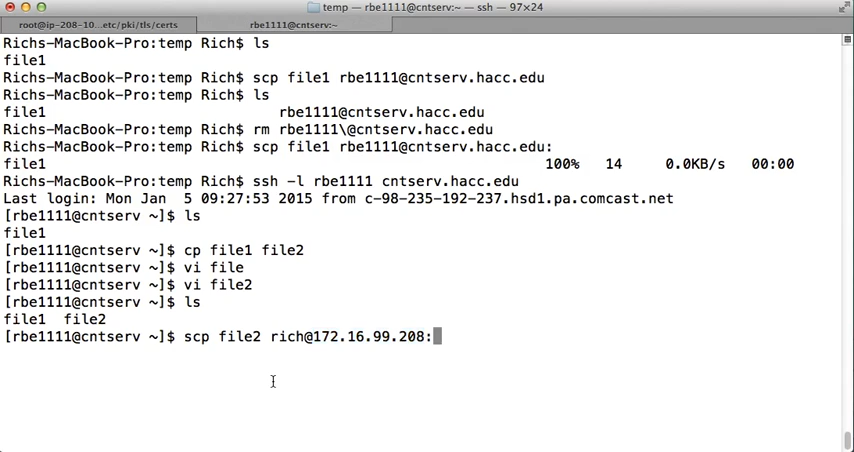 temp — rbe1111@cntserv:~ — ssh — 97×24
root@ip-208-10...etc/pki/tls/certs
rbe1111@cntserv:~
Richs-MacBook-Pro:temp Rich$ ls
file1
Richs-MacBook-Pro:temp Rich$ scp file1 rbe1111@cntserv.hacc.edu
Richs-MacBook-Pro:temp Rich$ ls
file1 rbe1111@cntserv.hacc.edu
Richs-MacBook-Pro:temp Rich$ rm rbe1111\@cntserv.hacc.edu
Richs-MacBook-Pro:temp Rich$ scp file1 rbe1111@cntserv.hacc.edu:
file1 100% 14 0.0KB/s 00:00
Richs-MacBook-Pro:temp Rich$ ssh -l rbe1111 cntserv.hacc.edu
Last login: Mon Jan 5 09:27:53 2015 from c-98-235-192-237.hsd1.pa.comcast.net
[rbe1111@cntserv ~]$ ls
file1
[rbe1111@cntserv ~]$ cp file1 file2
[rbe1111@cntserv ~]$ vi file
[rbe1111@cntserv ~]$ vi file2
[rbe1111@cntserv ~]$ ls
file1 file2
[rbe1111@cntserv ~]$ scp file2 rich@172.16.99.208: